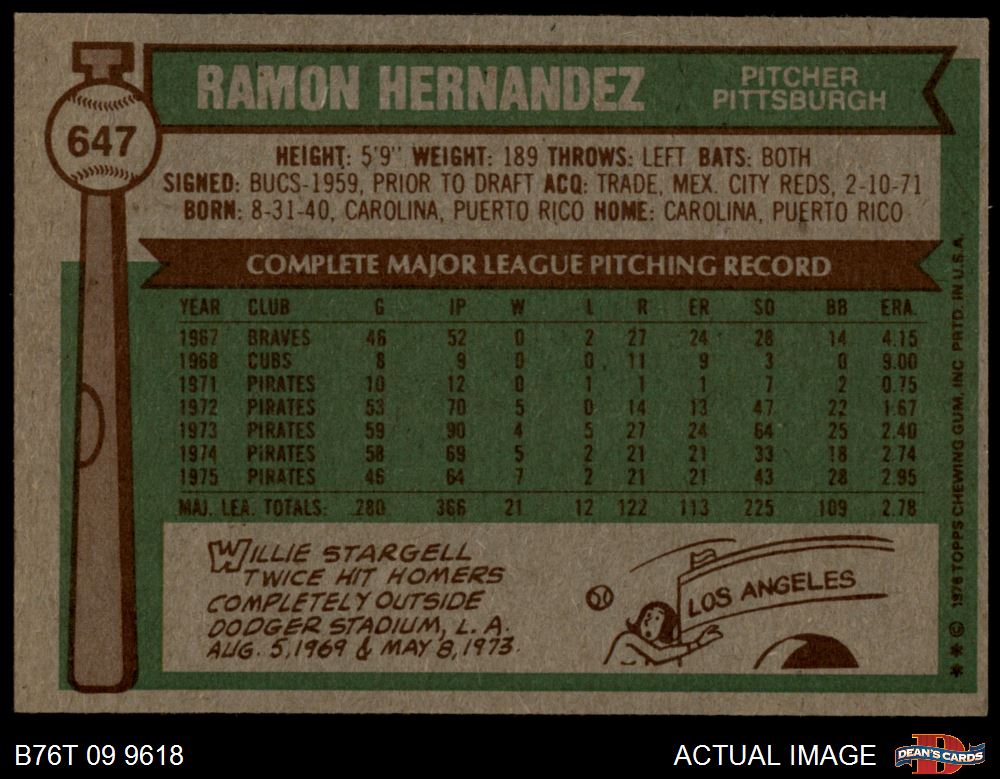 647
RAMON HERNANDEZ
PITCHER
PITTSBURGH
HEIGHT: 5'9" WEIGHT: 189 THROWS: LEFT BATS: BOTH
SIGNED: BUCS-1959, PRIOR TO DRAFT ACQ: TRADE, MEX. CITY REDS, 2-10-71
BORN: 8-31-40, CAROLINA, PUERTO RICO HOME: CAROLINA, PUERTO RICO
COMPLETE MAJOR LEAGUE PITCHING RECORD
YEAR CLUB G IP W L R ER SO BB ERA.
1967 BRAVES 46 52 0 2 27 24 28 14 4.15
1968 CUBS 8 9 0 0 11 9 3 0 9.00
1971 PIRATES 10 12 0 1 1 1 7 2 0.75
1972 PIRATES 53 70 5 0 14 13 47 22 1.67
1973 PIRATES 59 90 4 5 27 24 64 25 2.40
1974 PIRATES 58 69 5 2 21 21 33 18 2.74
1975 PIRATES 46 64 7 2 21 21 43 28 2.95
MAJ. LEA. TOTALS: 280 366 21 12 122 113 225 109 2.78
WILLIE STARGELL
TWICE HIT HOMERS
COMPLETELY OUTSIDE
DODGER STADIUM, L. A.
AUG. 5, 1969 & MAY 8, 1973.
LOS ANGELES
** © 1976 TOPPS CHEWING GUM, INC PRTD. IN U.S.A.
B76T 09 9618
ACTUAL IMAGE
DEAN'S CARDS